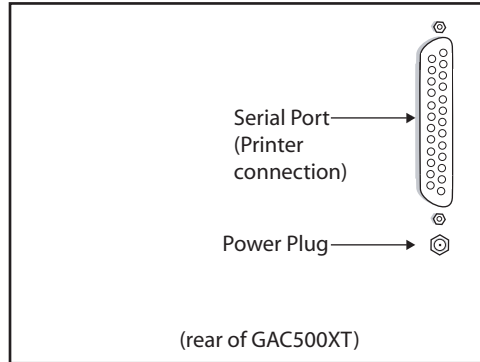 Serial Port
(Printer
connection)
Power Plug
(rear of GAC500XT)